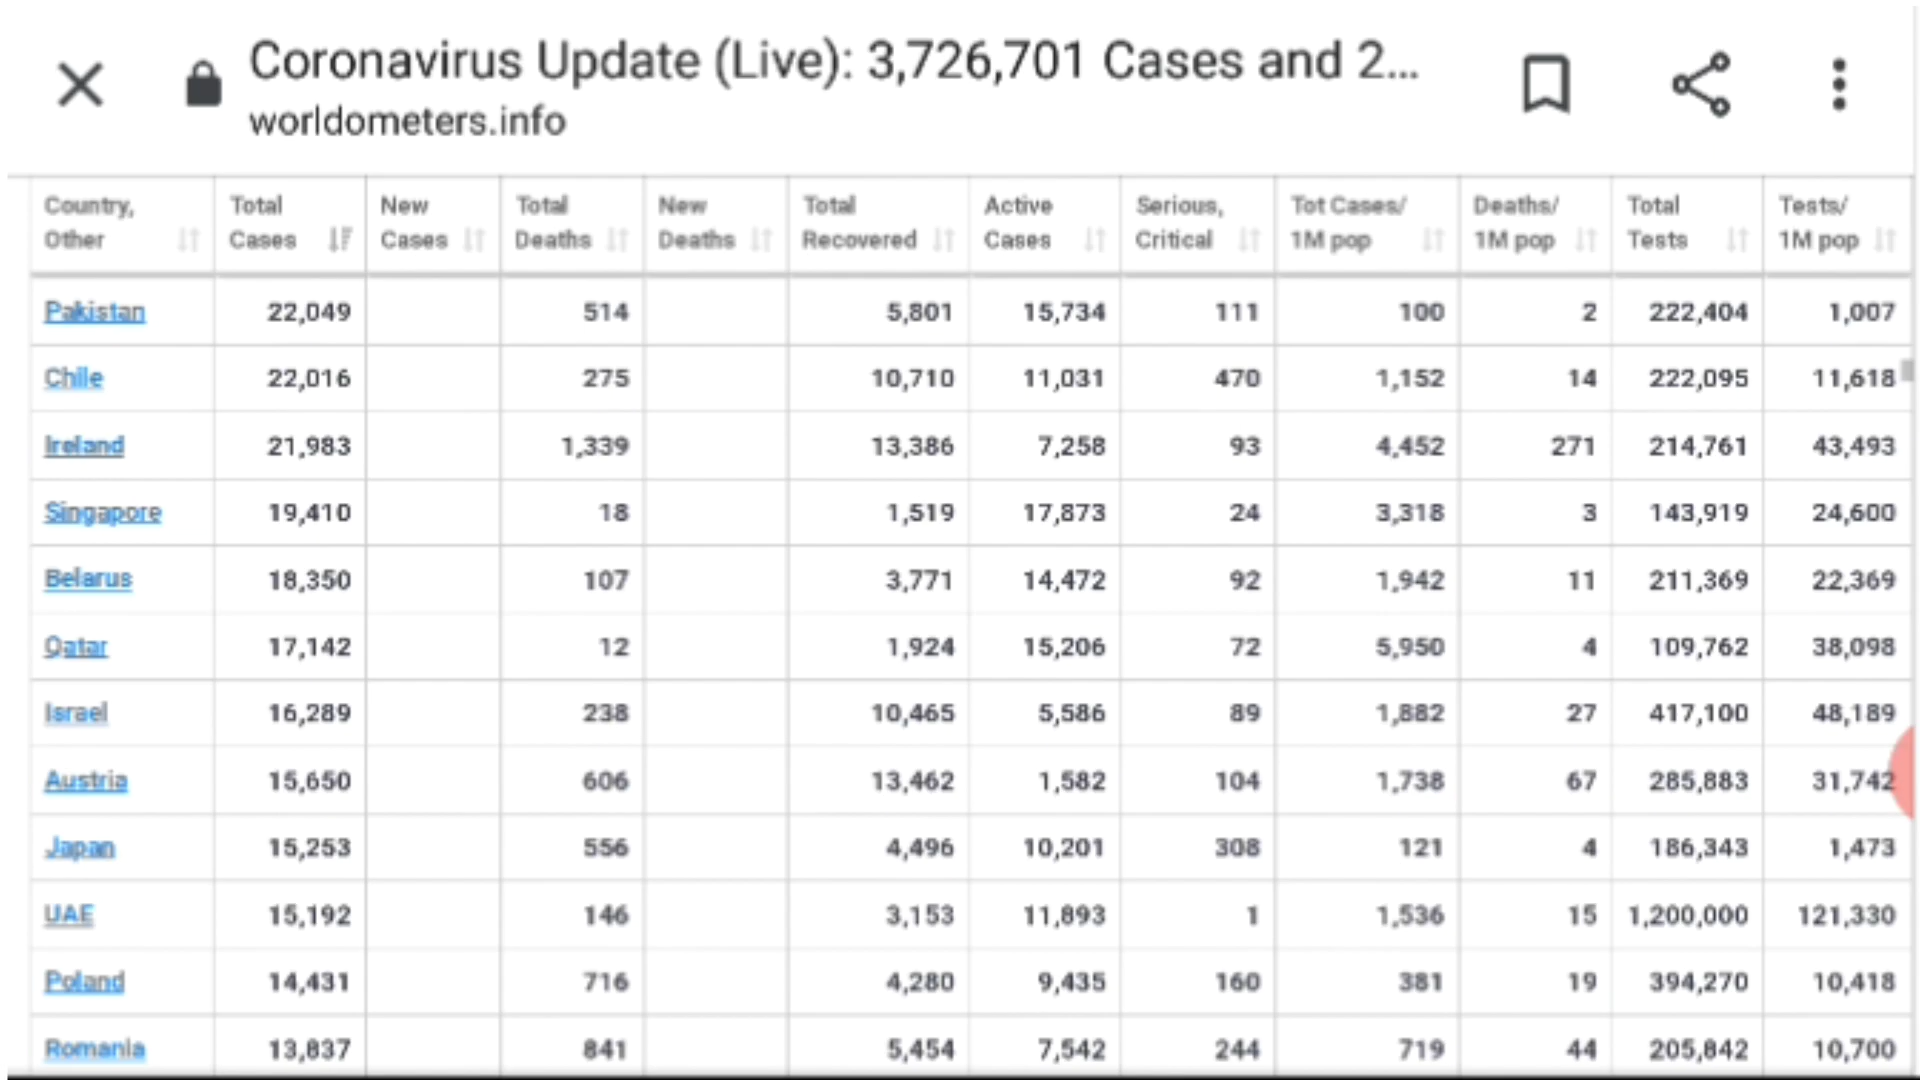 Coronavirus Update (Live): 3,726,701 Cases and 2...
worldometers.info
Country, Other Total Cases New Cases Total Deaths New Deaths Total Recovered Active Cases Serious, Critical Tot Cases/ 1M pop Deaths/ 1M pop Total Tests Tests/ 1M pop
Pakistan 22,049 514 5,801 15,734 111 100 2 222,404 1,007
Chile 22,016 275 10,710 11,031 470 1,152 14 222,095 11,618
Ireland 21,983 1,339 13,386 7,258 93 4,452 271 214,761 43,493
Singapore 19,410 18 1,519 17,873 24 3,318 3 143,919 24,600
Belarus 18,350 107 3,771 14,472 92 1,942 11 211,369 22,369
Qatar 17,142 12 1,924 15,206 72 5,950 4 109,762 38,098
Israel 16,289 238 10,465 5,586 89 1,882 27 417,100 48,189
Austria 15,650 606 13,462 1,582 104 1,738 67 285,883 31,742
Japan 15,253 556 4,496 10,201 308 121 4 186,343 1,473
UAE 15,192 146 3,153 11,893 1 1,536 15 1,200,000 121,330
Poland 14,431 716 4,280 9,435 160 381 19 394,270 10,418
Romania 13,837 841 5,454 7,542 244 719 44 205,842 10,700